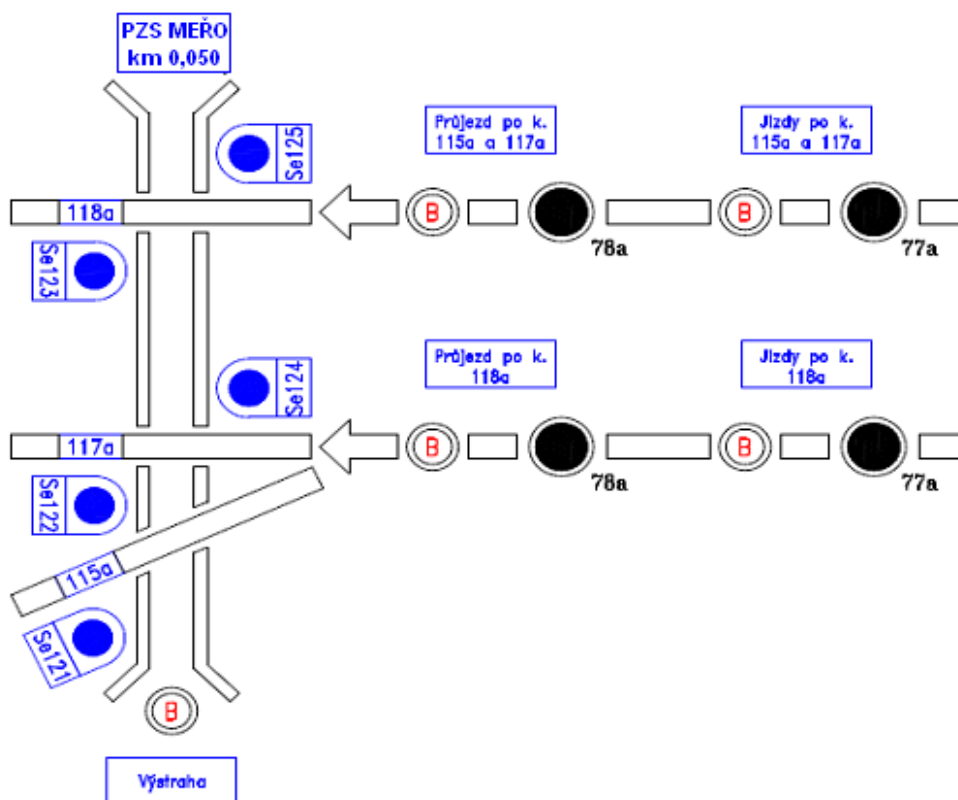 PZS MEŘO
km 0,050
Se125
Průjezd po k.
115a a 117a
Jízdy po k.
115a a 117a
118a
B
B
78a
77a
Se123
Se124
Průjezd po k.
118a
Jízdy po k.
118a
117a
B
B
78a
77a
Se122
115a
Se121
B
Výstraha